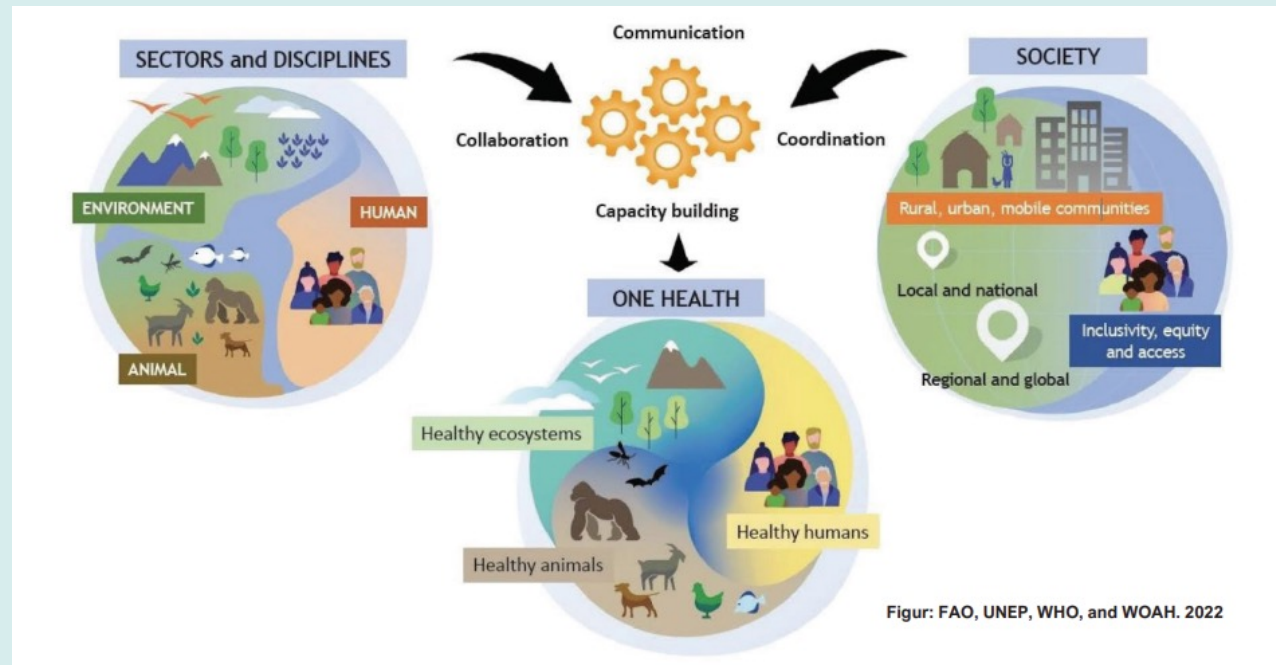 SECTORS and DISCIPLINES
ENVIRONMENT
HUMAN
ANIMAL
Communication
Collaboration
Coordination
Capacity building
SOCIETY
Rural, urban, mobile communities
Local and national
Inclusivity, equity
and access
Regional and global
ONE HEALTH
Healthy ecosystems
Healthy humans
Healthy animals
Figur: FAO, UNEP, WHO, and WOAH. 2022